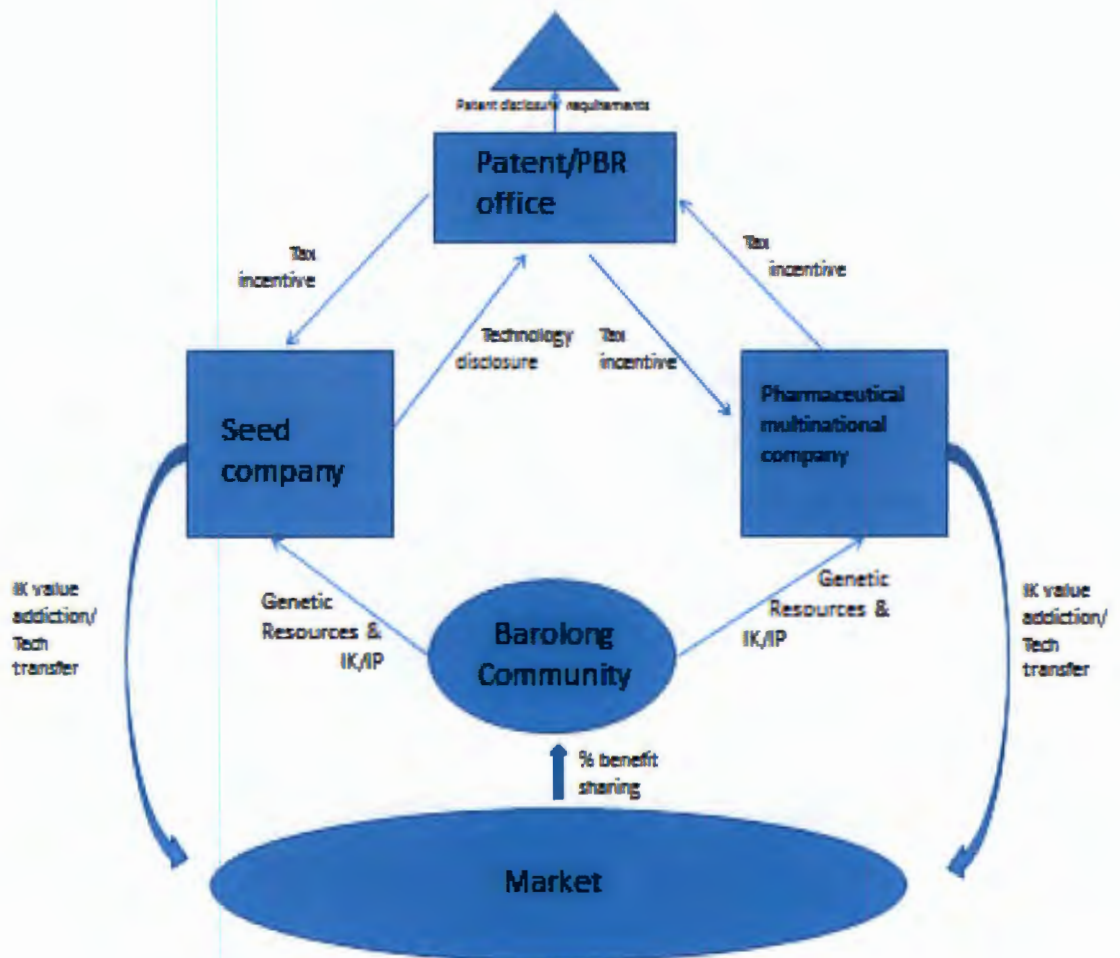 Patent disclosure requirements
Patent/PBR
office
Tax
incentive
Tax
incentive
Technology
disclosure
Tax
incentive
Seed
company
Pharmaceutical
multinational
company
IK value
addiction/
Tech
transfer
Genetic
Resources &
IK/IP
Barolong
Community
Genetic
Resources &
IK/IP
IK value
addiction/
Tech
transfer
% benefit
sharing
Market